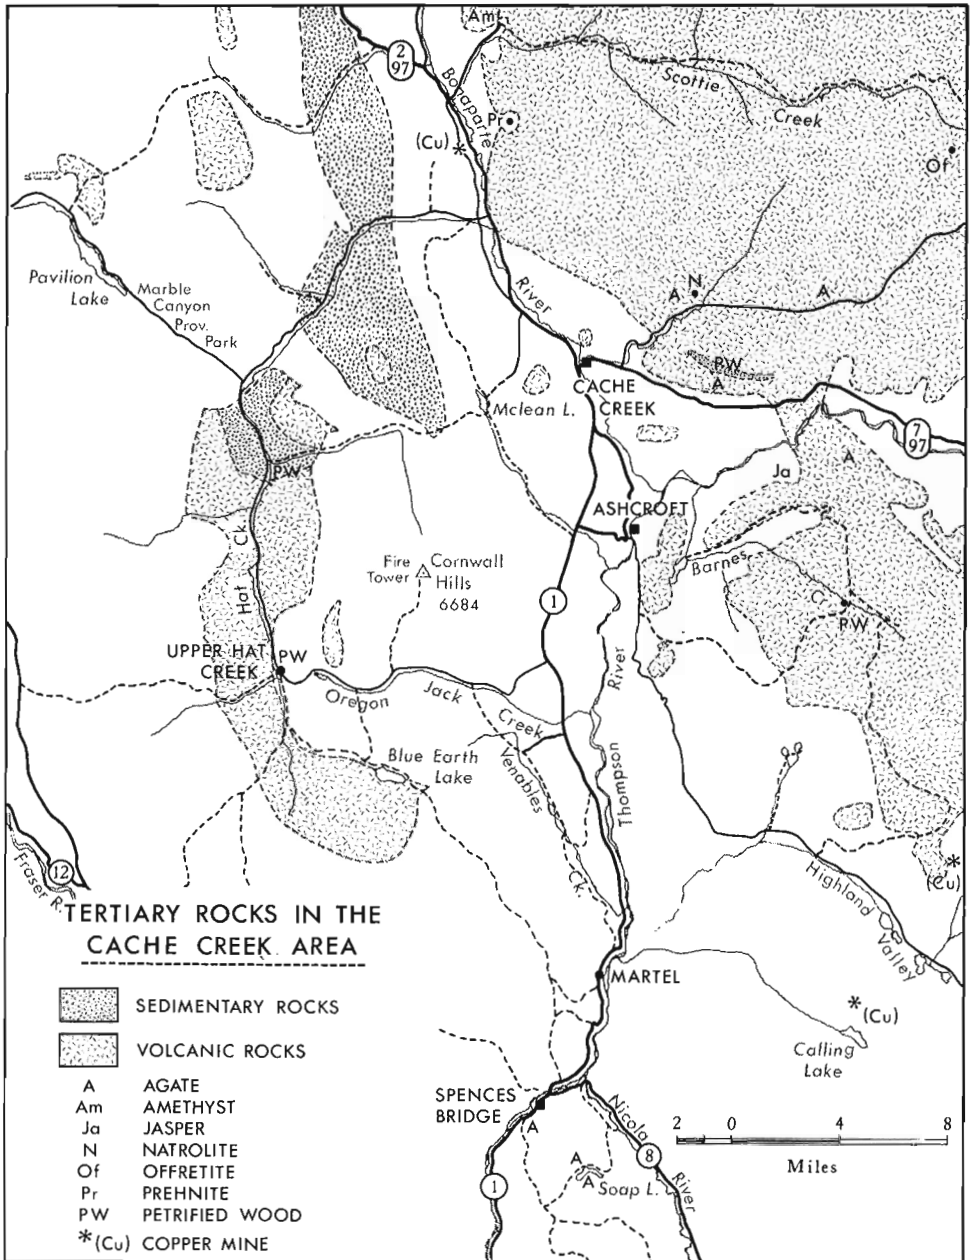 Am
2
97
Bonaparte
Scottie
Creek
Pr
(Cu) *
Of
Pavilion
Lake
Marble
Canyon
Prov.
Park
River
N
A
A
PW
A
CACHE
CREEK
Mclean L.
7
97
PW
Ja
A
ASHCROFT
Hat Ck.
Fire
Tower
Cornwall
Hills
6684
Barnes
Cr.
PW
1
UPPER HAT
CREEK
PW
Oregon
Jack
Creek
River
Thompson
Blue Earth
Lake
Venables
Ck.
12
Fraser R.
Highland
Valley
*
(Cu)
TERTIARY ROCKS IN THE
CACHE CREEK AREA
SEDIMENTARY ROCKS
VOLCANIC ROCKS
A AGATE
Am AMETHYST
Ja JASPER
N NATROLITE
Of OFFRETITE
Pr PREHNITE
PW PETRIFIED WOOD
*(Cu) COPPER MINE
MARTEL
*(Cu)
Calling
Lake
SPENCES
BRIDGE
A
Nicola
River
8
A
A
Soap L.
1
2 0 4 8
Miles